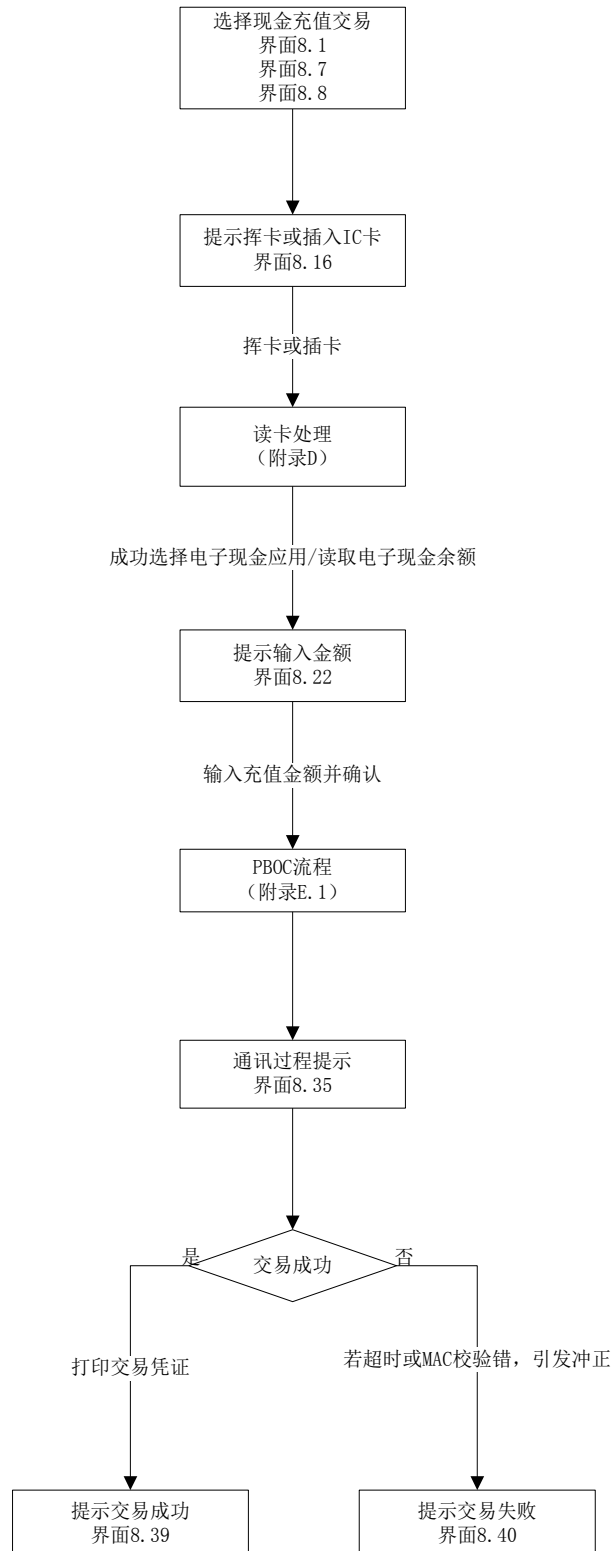 选择现金充值交易
界面8.1
界面8.7
界面8.8
提示挥卡或插入IC卡
界面8.16
挥卡或插卡
读卡处理
（附录D）
成功选择电子现金应用/读取电子现金余额
提示输入金额
界面8.22
输入充值金额并确认
PBOC流程
（附录E.1）
通讯过程提示
界面8.35
是
交易成功
否
打印交易凭证
若超时或MAC校验错，引发冲正
提示交易成功
界面8.39
提示交易失败
界面8.40